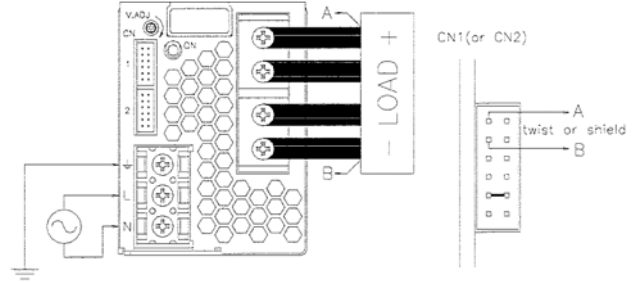 V.ADJ
CN
CN
1
2
L
N
A
+
LOAD
-
B
CN1(or CN2)
A
twist or shield
B